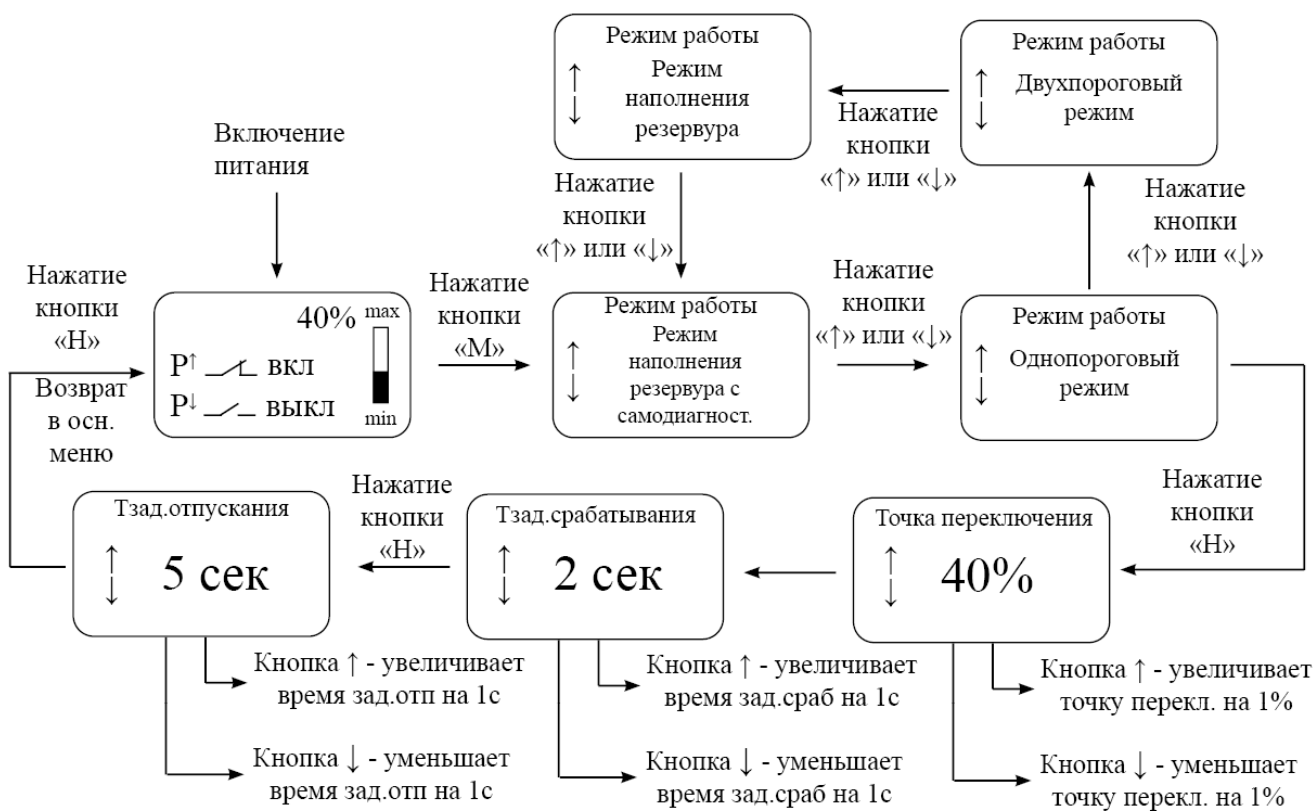 Режим работы
↑
↓
Режим
наполнения
резервура
Режим работы
↑
↓
Двухпороговый
режим
Нажатие
кнопки
«↑» или «↓»
Включение
питания
Нажатие
кнопки
«↑» или «↓»
Нажатие
кнопки
«↑» или «↓»
Нажатие
кнопки
«Н»
Возврат
в осн.
меню
40%
max
P↑ ВКЛ
P↓ ВЫКЛ
min
Нажатие
кнопки
«М»
Режим работы
↑
↓
Режим
наполнения
резервура с
самодиагност.
Нажатие
кнопки
«↑» или «↓»
Режим работы
↑
↓
Однопороговый
режим
Нажатие
кнопки
«Н»
Точка переключения
↑
↓
40%
Тзад.срабатывания
↑
↓
2 сек
Нажатие
кнопки
«Н»
Тзад.отпускания
↑
↓
5 сек
Кнопка ↑ - увеличивает
время зад.отп на 1с
Кнопка ↓ - уменьшает
время зад.отп на 1с
Кнопка ↑ - увеличивает
время зад.сраб на 1с
Кнопка ↓ - уменьшает
время зад.сраб на 1с
Кнопка ↑ - увеличивает
точку перекл. на 1%
Кнопка ↓ - уменьшает
точку перекл. на 1%